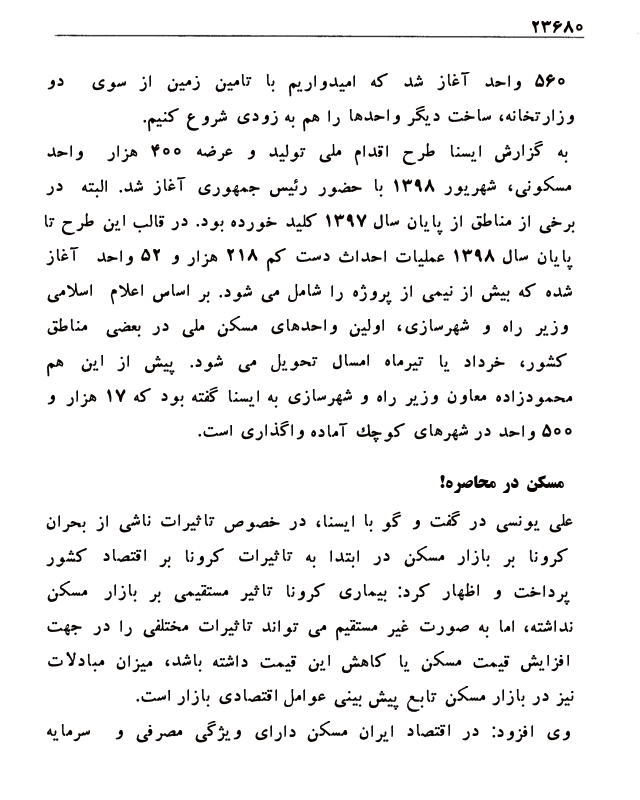 ۲۳۶۸۰
۵۶۰ واحد آغاز شد که امیدواریم با تامین زمین از سوی دو
وزارتخانه، ساخت دیگر واحدها را هم به زودی شروع کنیم.
به گزارش ایسنا طرح اقدام ملی تولید و عرضه ۴۰۰ هزار واحد
مسکونی، شهریور ۱۳۹۸ با حضور رئیس جمهوری آغاز شد. البته در
برخی از مناطق از پایان سال ۱۳۹۷ کلید خورده بود. در قالب این طرح تا
پایان سال ۱۳۹۸ عملیات احداث دست کم ۲۱۸ هزار و ۵۲ واحد آغاز
شده که بیش از نیمی از پروژه را شامل می شود. بر اساس اعلام اسلامی
وزیر راه و شهرسازی، اولین واحدهای مسکن ملی در بعضی مناطق
کشور، خرداد یا تیرماه امسال تحویل می شود. پیش از این هم
محمودزاده معاون وزیر راه و شهرسازی به ایسنا گفته بود که ۱۷ هزار و
۵۰۰ واحد در شهرهای کوچك آماده واگذاری است.
مسکن در محاصره!
علی یونسی در گفت و گو با ایسنا، در خصوص تاثیرات ناشی از بحران
کرونا بر بازار مسکن در ابتدا به تاثیرات کرونا بر اقتصاد کشور
پرداخت و اظهار کرد: بیماری کرونا تاثیر مستقیمی بر بازار مسکن
نداشته، اما به صورت غیر مستقیم می تواند تاثیرات مختلفی را در جهت
افزایش قیمت مسکن یا کاهش این قیمت داشته باشد، میزان مبادلات
نیز در بازار مسکن تابع پیش بینی عوامل اقتصادی بازار است.
وی افزود: در اقتصاد ایران مسکن دارای ویژگی مصرفی و سرمایه